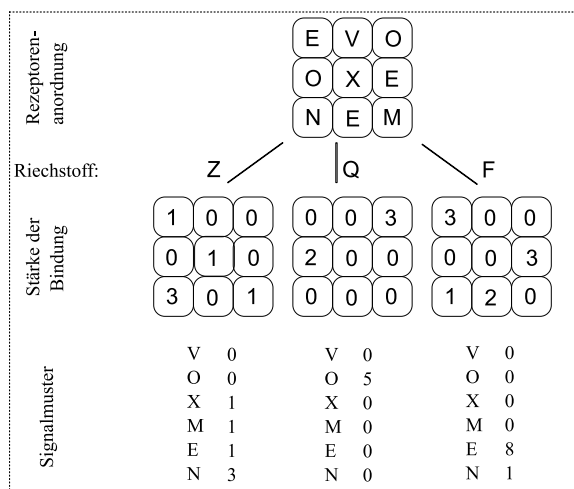 Rezeptoren-
anordnung
E V O
O X E
N E M
Riechstoff: Z Q F
Stärke der
Bindung
1 0 0 0 0 3 3 0 0
0 1 0 2 0 0 0 0 3
3 0 1 0 0 0 1 2 0
Signalmuster
V 0 V 0 V 0
O 0 O 5 O 0
X 1 X 0 X 0
M 1 M 0 M 0
E 1 E 0 E 8
N 3 N 0 N 1